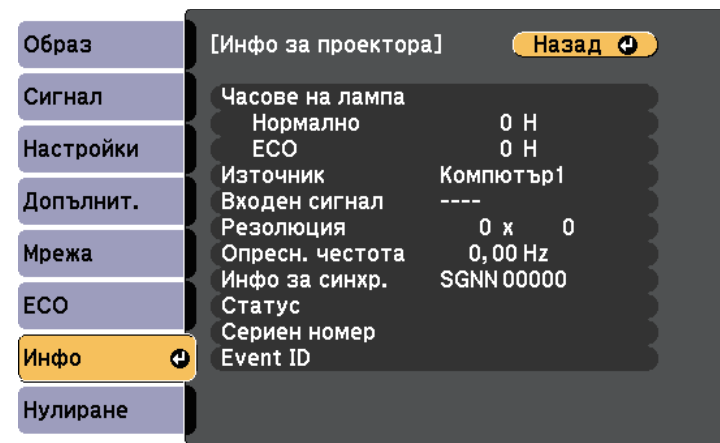 Образ
Сигнал
Настройки
Допълнит.
Мрежа
ECO
Инфо
Нулиране
[Инфо за проектора] Назад
Часове на лампа
Нормално 0 H
ECO 0 H
Източник Компютър1
Входен сигнал ----
Резолюция 0 x 0
Опресн. честота 0,00 Hz
Инфо за синхр. SGNN 00000
Статус
Сериен номер
Event ID